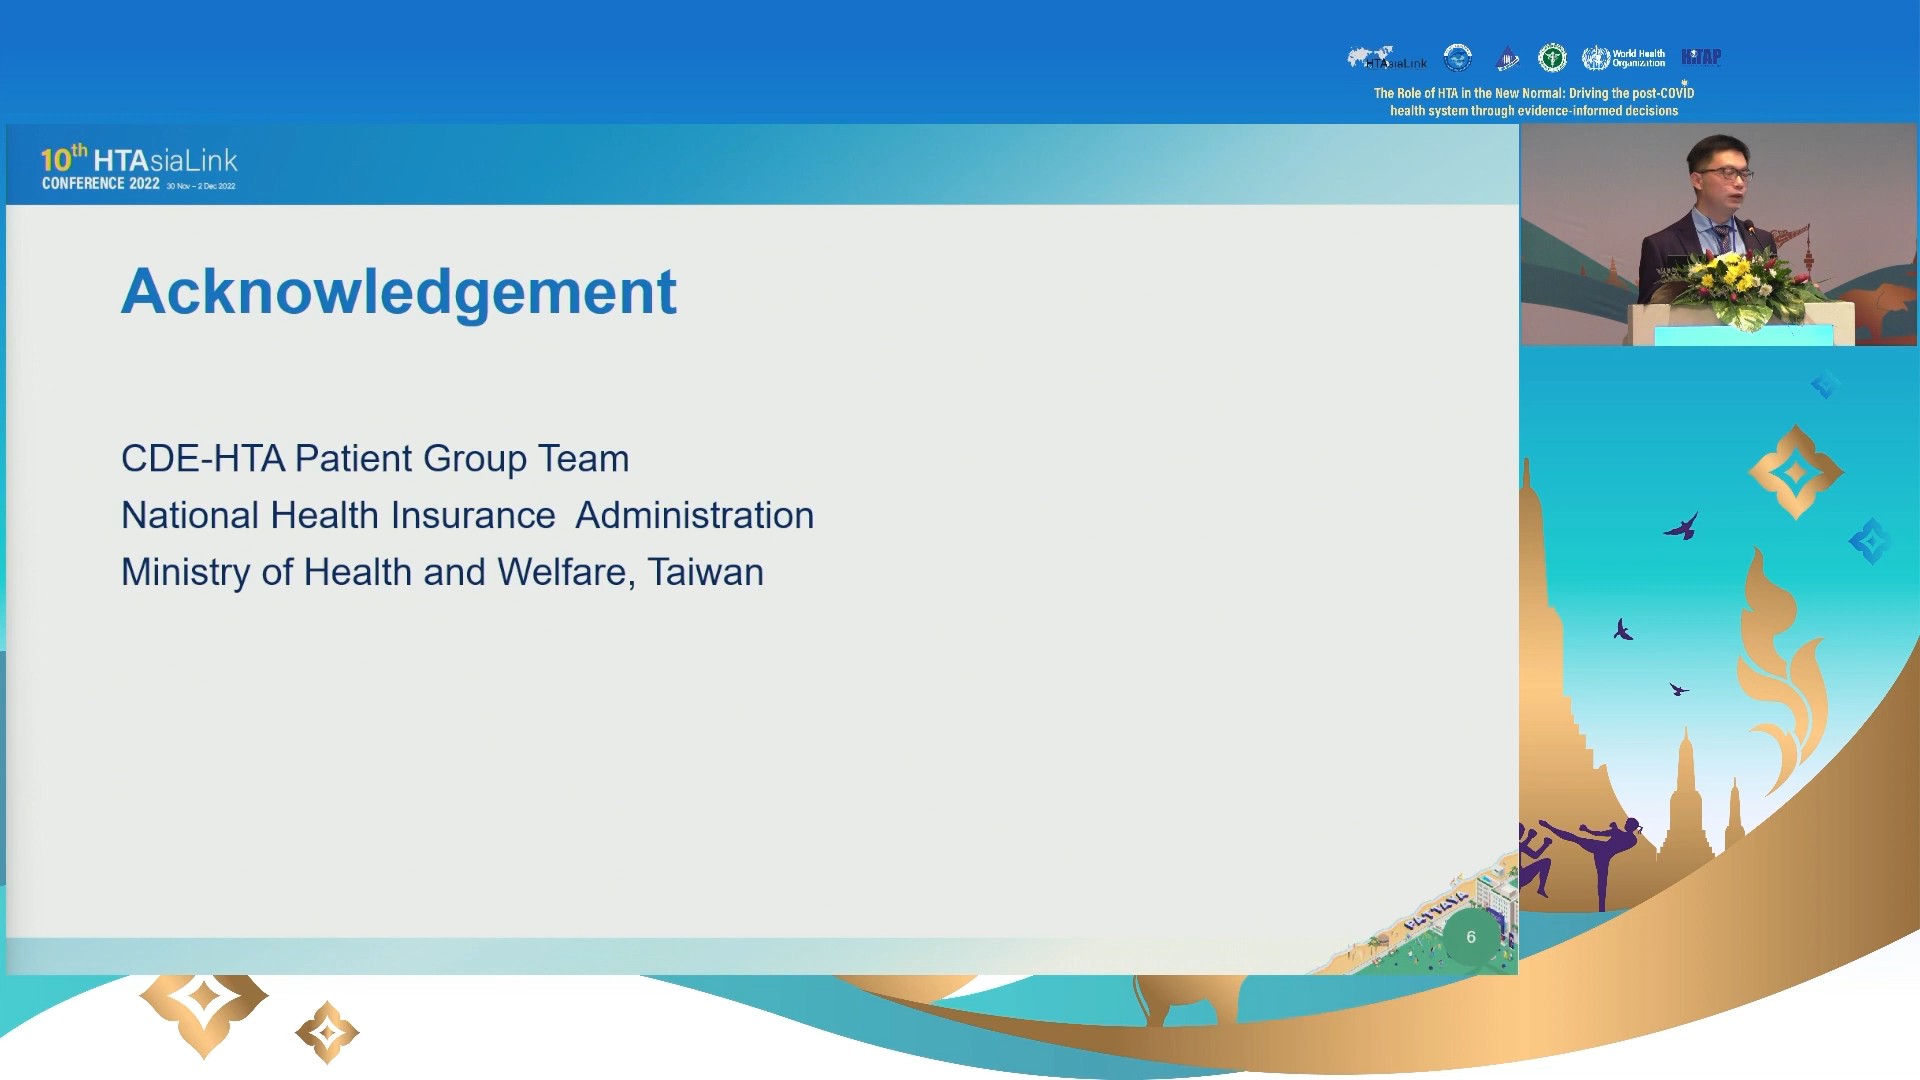 HTAsiaLink
World Health
Organization
HITAP
The Role of HTA in the New Normal: Driving the post-COVID
health system through evidence-informed decisions
10th HTAsiaLink
CONFERENCE 2022 30 Nov – 2 Dec 2022
Acknowledgement
CDE-HTA Patient Group Team
National Health Insurance  Administration
Ministry of Health and Welfare, Taiwan
PATTAYA
6